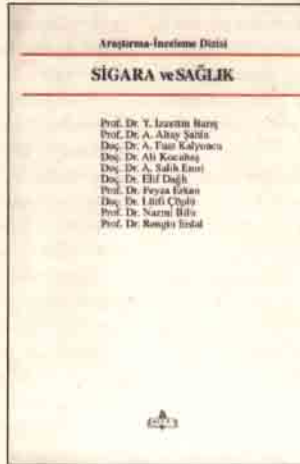 Araştırma-İnceleme Dizisi
SİGARA ve SAĞLIK
Prof. Dr. Y. İzzettin Barış
Prof. Dr. A. Altay Şahin
Doç. Dr. A. Fuat Kalyoncu
Doç. Dr. Ali Kocabaş
Doç. Dr. A. Salih Emri
Doç. Dr. Elif Dağlı
Prof. Dr. Feyza Erkan
Doç. Dr. Lütfi Çöplü
Prof. Dr. Nazmi Bilir
Prof. Dr. Rengin Erdal